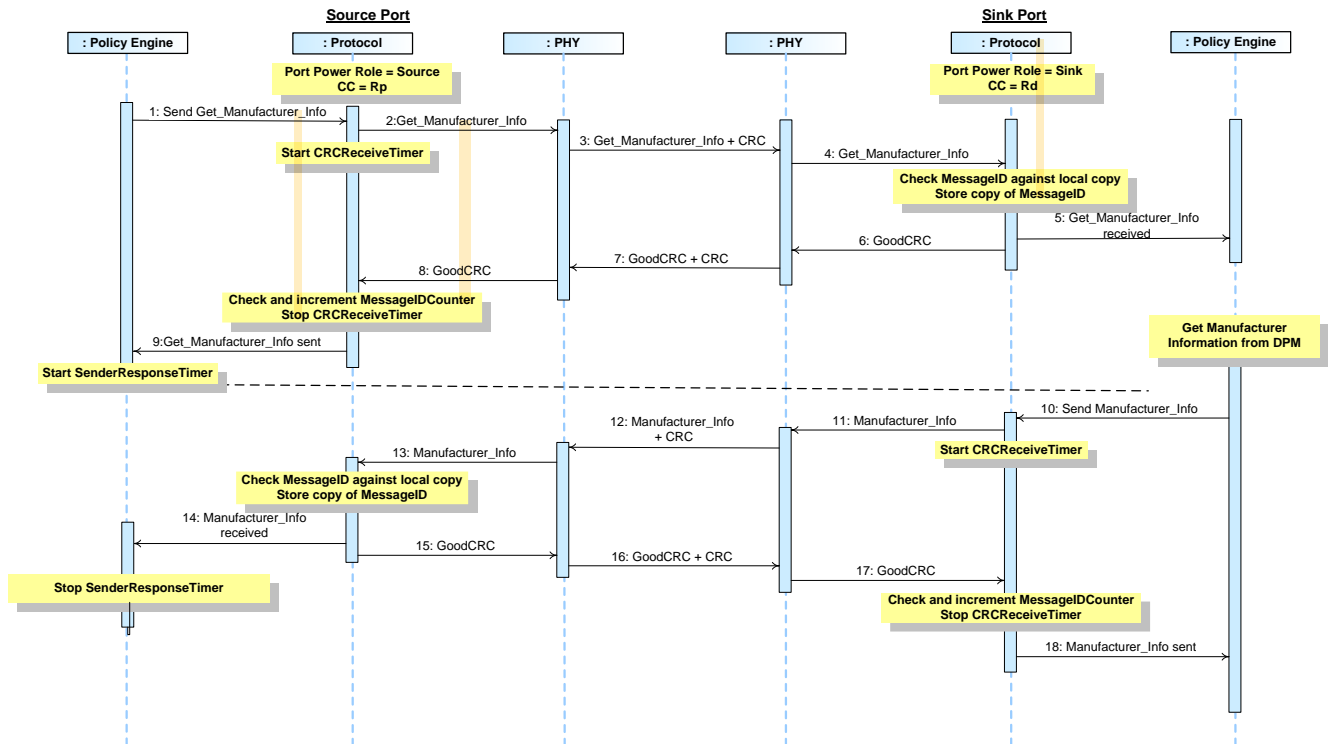 Source Port
Sink Port
: Policy Engine
: Protocol
: PHY
: PHY
: Protocol
: Policy Engine
Port Power Role = Source
CC = Rp
Port Power Role = Sink
CC = Rd
1: Send Get_Manufacturer_Info
2:Get_Manufacturer_Info
Start CRCReceiveTimer
3: Get_Manufacturer_Info + CRC
4: Get_Manufacturer_Info
Check MessageID against local copy
Store copy of MessageID
5: Get_Manufacturer_Info
received
6: GoodCRC
7: GoodCRC + CRC
8: GoodCRC
Check and increment MessageIDCounter
Stop CRCReceiveTimer
9:Get_Manufacturer_Info sent
Start SenderResponseTimer
Get Manufacturer
Information from DPM
10: Send Manufacturer_Info
11: Manufacturer_Info
Start CRCReceiveTimer
12: Manufacturer_Info
+ CRC
13: Manufacturer_Info
Check MessageID against local copy
Store copy of MessageID
14: Manufacturer_Info
received
15: GoodCRC
16: GoodCRC + CRC
17: GoodCRC
Stop SenderResponseTimer
Check and increment MessageIDCounter
Stop CRCReceiveTimer
18: Manufacturer_Info sent